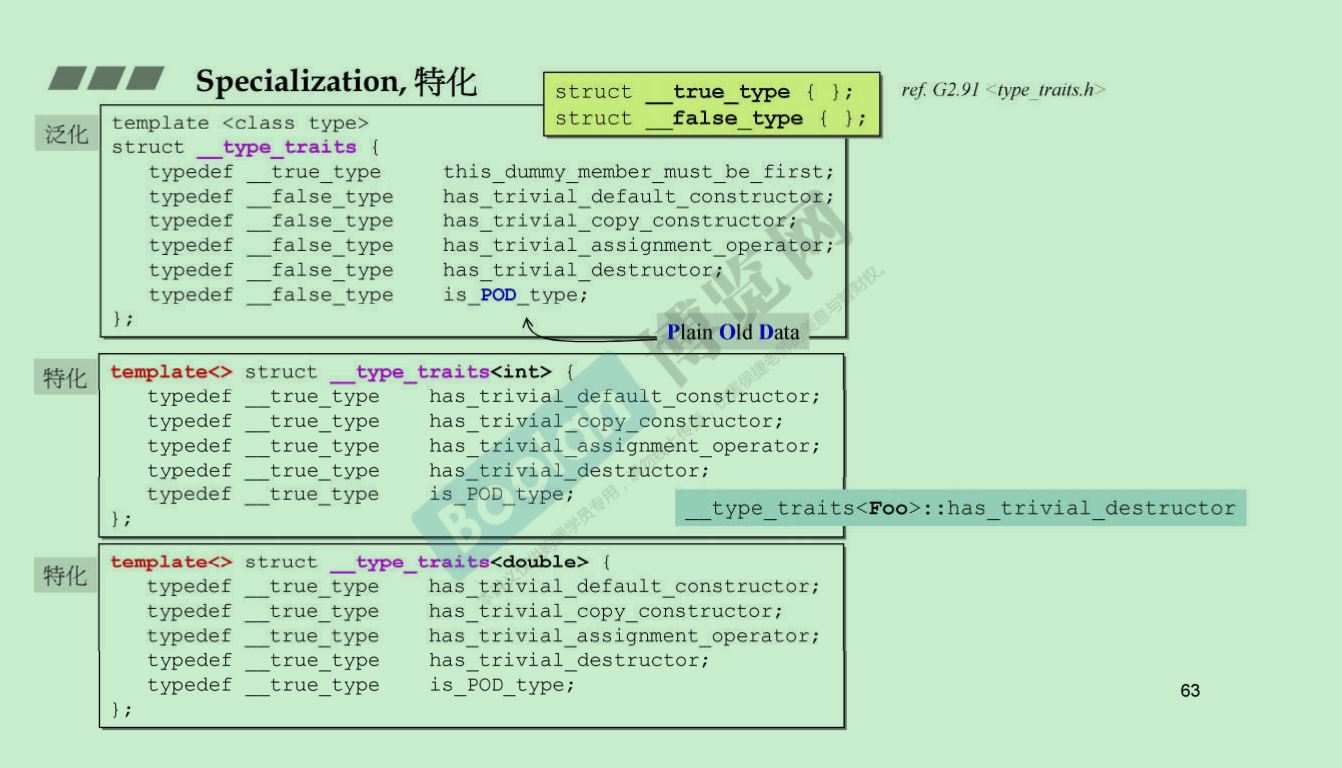 Specialization, 特化
struct __true_type { };
struct __false_type { };
ref. G2.91 <type_traits.h>
泛化
template <class type>
struct __type_traits {
typedef __true_type this_dummy_member_must_be_first;
typedef __false_type has_trivial_default_constructor;
typedef __false_type has_trivial_copy_constructor;
typedef __false_type has_trivial_assignment_operator;
typedef __false_type has_trivial_destructor;
typedef __false_type is_POD_type;
};
Plain Old Data
特化
template<> struct __type_traits<int> {
typedef __true_type has_trivial_default_constructor;
typedef __true_type has_trivial_copy_constructor;
typedef __true_type has_trivial_assignment_operator;
typedef __true_type has_trivial_destructor;
typedef __true_type is_POD_type;
};
__type_traits<Foo>::has_trivial_destructor
特化
template<> struct __type_traits<double> {
typedef __true_type has_trivial_default_constructor;
typedef __true_type has_trivial_copy_constructor;
typedef __true_type has_trivial_assignment_operator;
typedef __true_type has_trivial_destructor;
typedef __true_type is_POD_type;
};
63
Boolan 博览网